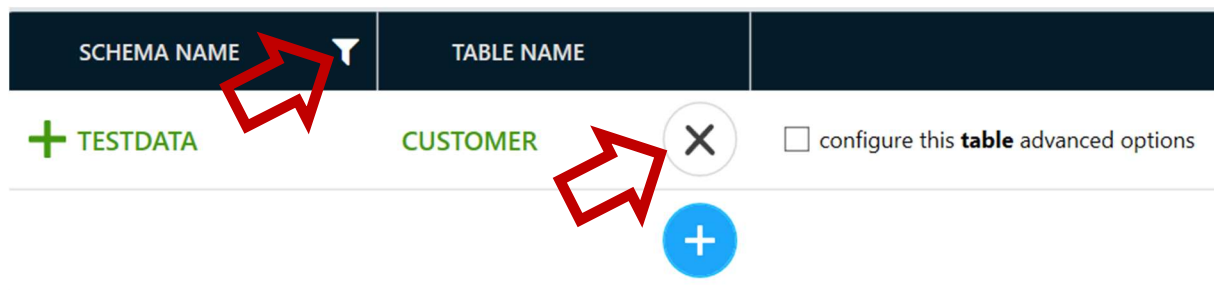 SCHEMA NAME TABLE NAME
TESTDATA CUSTOMER configure this table advanced options